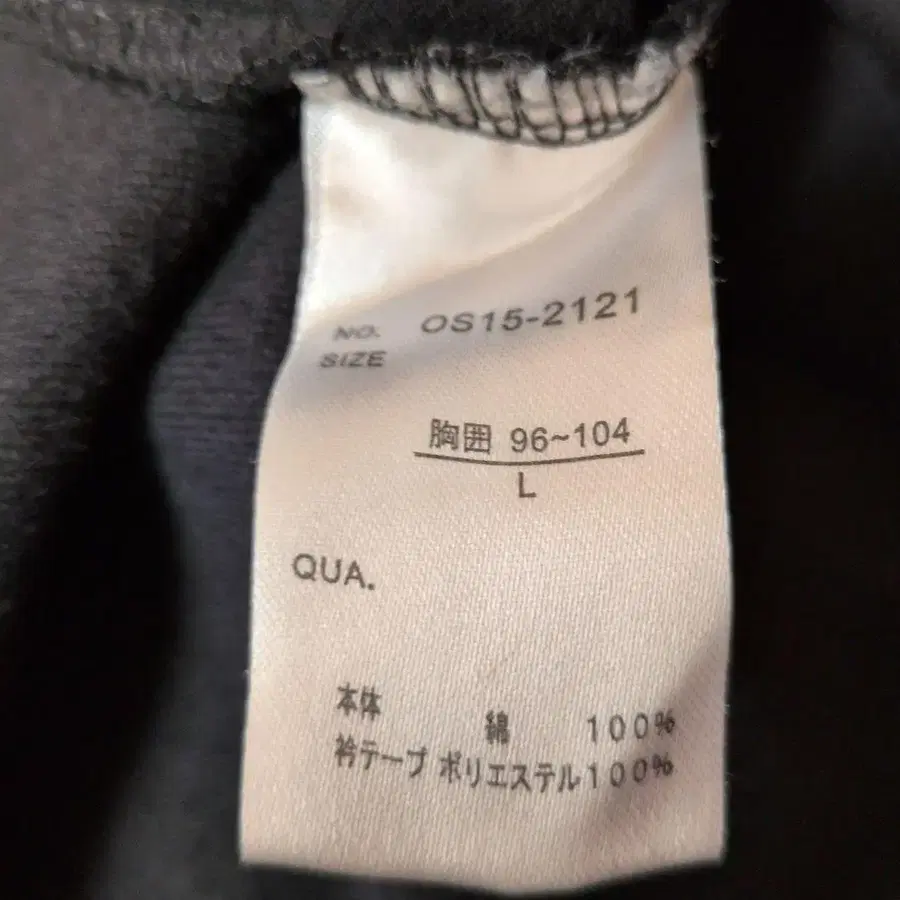 NO. OS15-2121
SIZE
胸囲 96~104
L
QUA.
本体 綿 100%
衿テープ ポリエステル100%